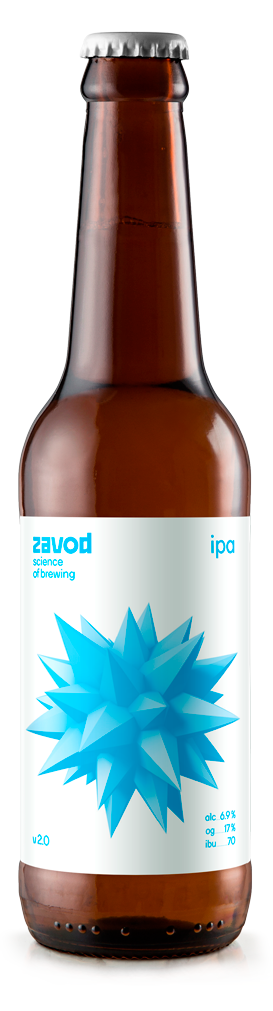 zavod
science
of brewing
ipa
v 2.0
alc. 6.9%
og 17%
ibu 70